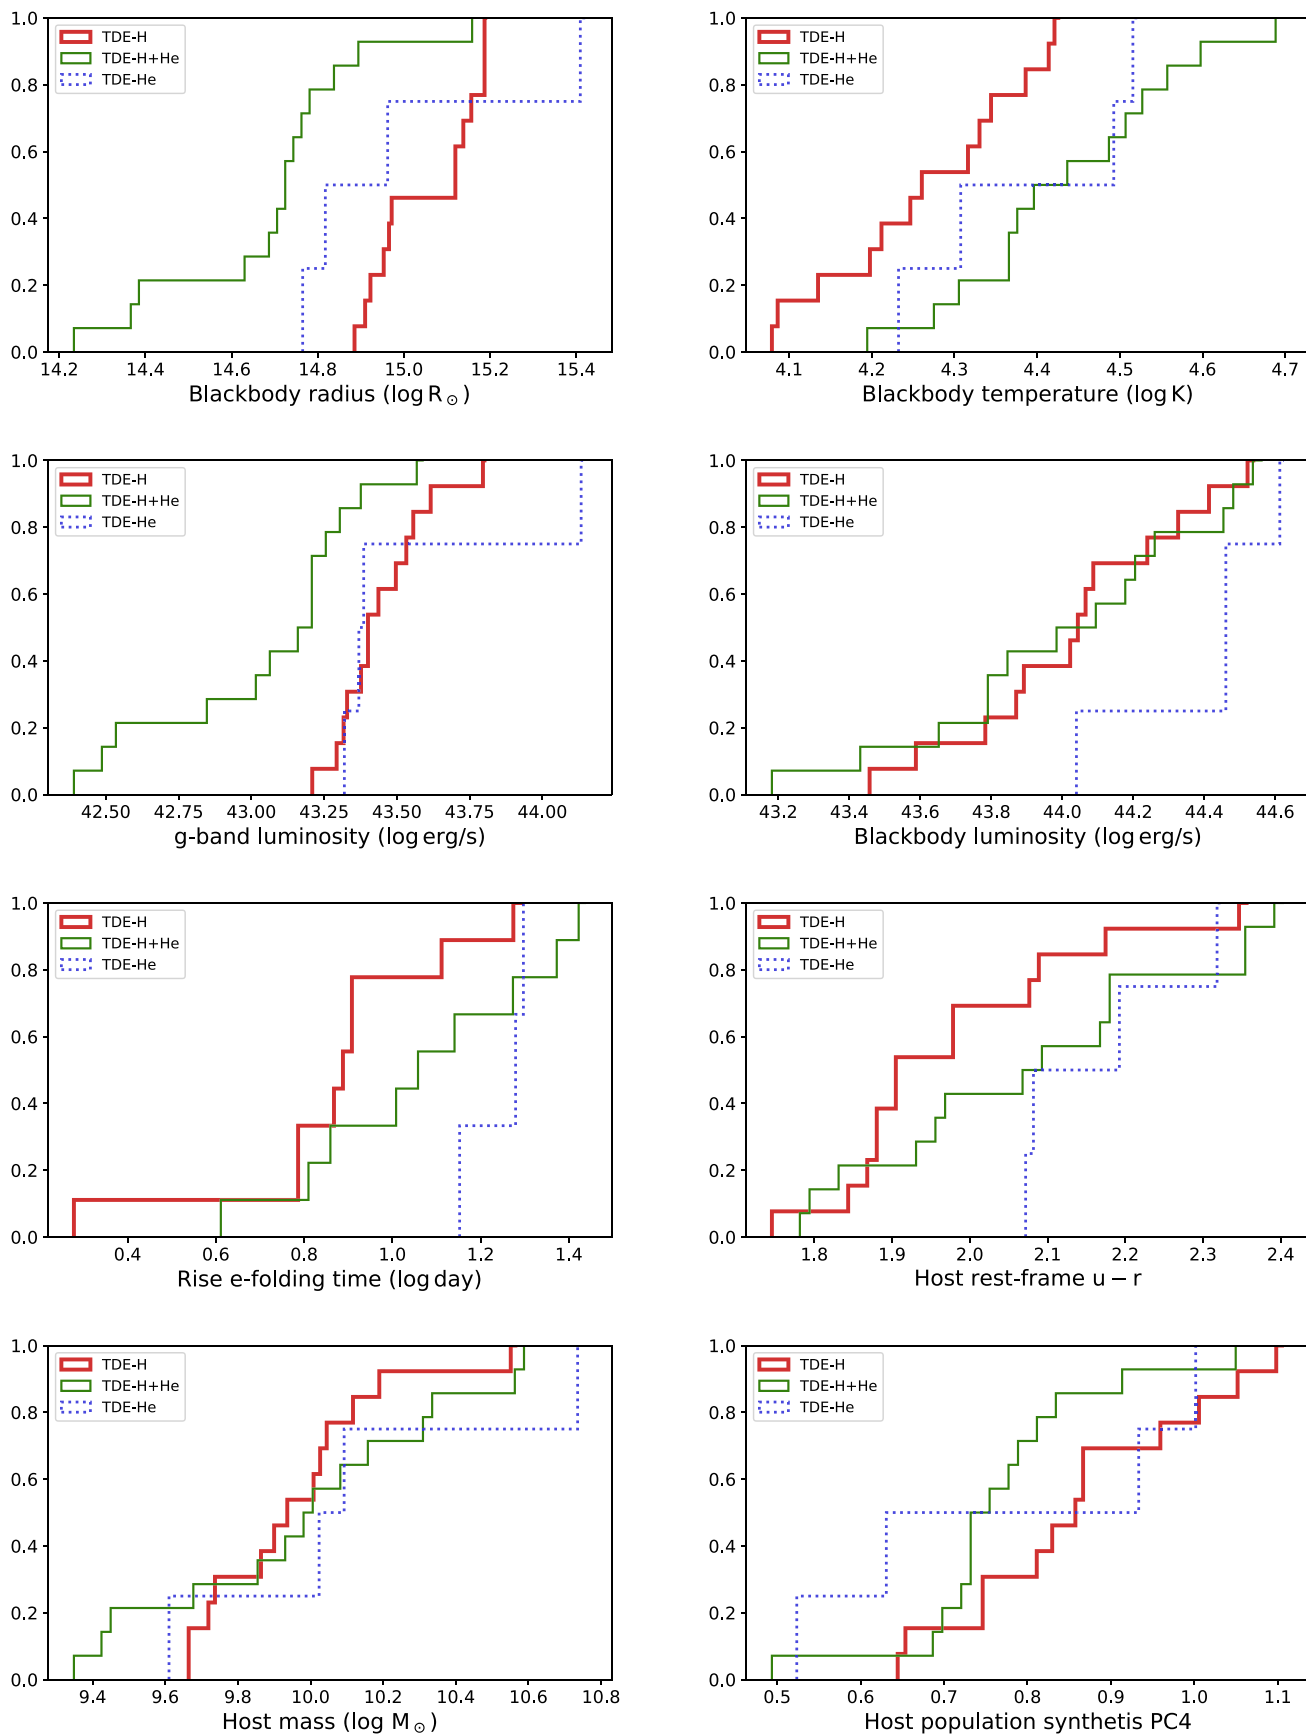 1.0
0.8
0.6
0.4
0.2
0.0
TDE-H
TDE-H+He
TDE-He
14.2 14.4 14.6 14.8 15.0 15.2 15.4
Blackbody radius (log R⊙)
1.0
0.8
0.6
0.4
0.2
0.0
TDE-H
TDE-H+He
TDE-He
4.1 4.2 4.3 4.4 4.5 4.6 4.7
Blackbody temperature (log K)
1.0
0.8
0.6
0.4
0.2
0.0
TDE-H
TDE-H+He
TDE-He
42.50 42.75 43.00 43.25 43.50 43.75 44.00
g-band luminosity (log erg/s)
1.0
0.8
0.6
0.4
0.2
0.0
TDE-H
TDE-H+He
TDE-He
43.2 43.4 43.6 43.8 44.0 44.2 44.4 44.6
Blackbody luminosity (log erg/s)
1.0
0.8
0.6
0.4
0.2
0.0
TDE-H
TDE-H+He
TDE-He
0.4 0.6 0.8 1.0 1.2 1.4
Rise e-folding time (log day)
1.0
0.8
0.6
0.4
0.2
0.0
TDE-H
TDE-H+He
TDE-He
1.8 1.9 2.0 2.1 2.2 2.3 2.4
Host rest-frame u − r
1.0
0.8
0.6
0.4
0.2
0.0
TDE-H
TDE-H+He
TDE-He
9.4 9.6 9.8 10.0 10.2 10.4 10.6 10.8
Host mass (log M⊙)
1.0
0.8
0.6
0.4
0.2
0.0
TDE-H
TDE-H+He
TDE-He
0.5 0.6 0.7 0.8 0.9 1.0 1.1
Host population synthetis PC4